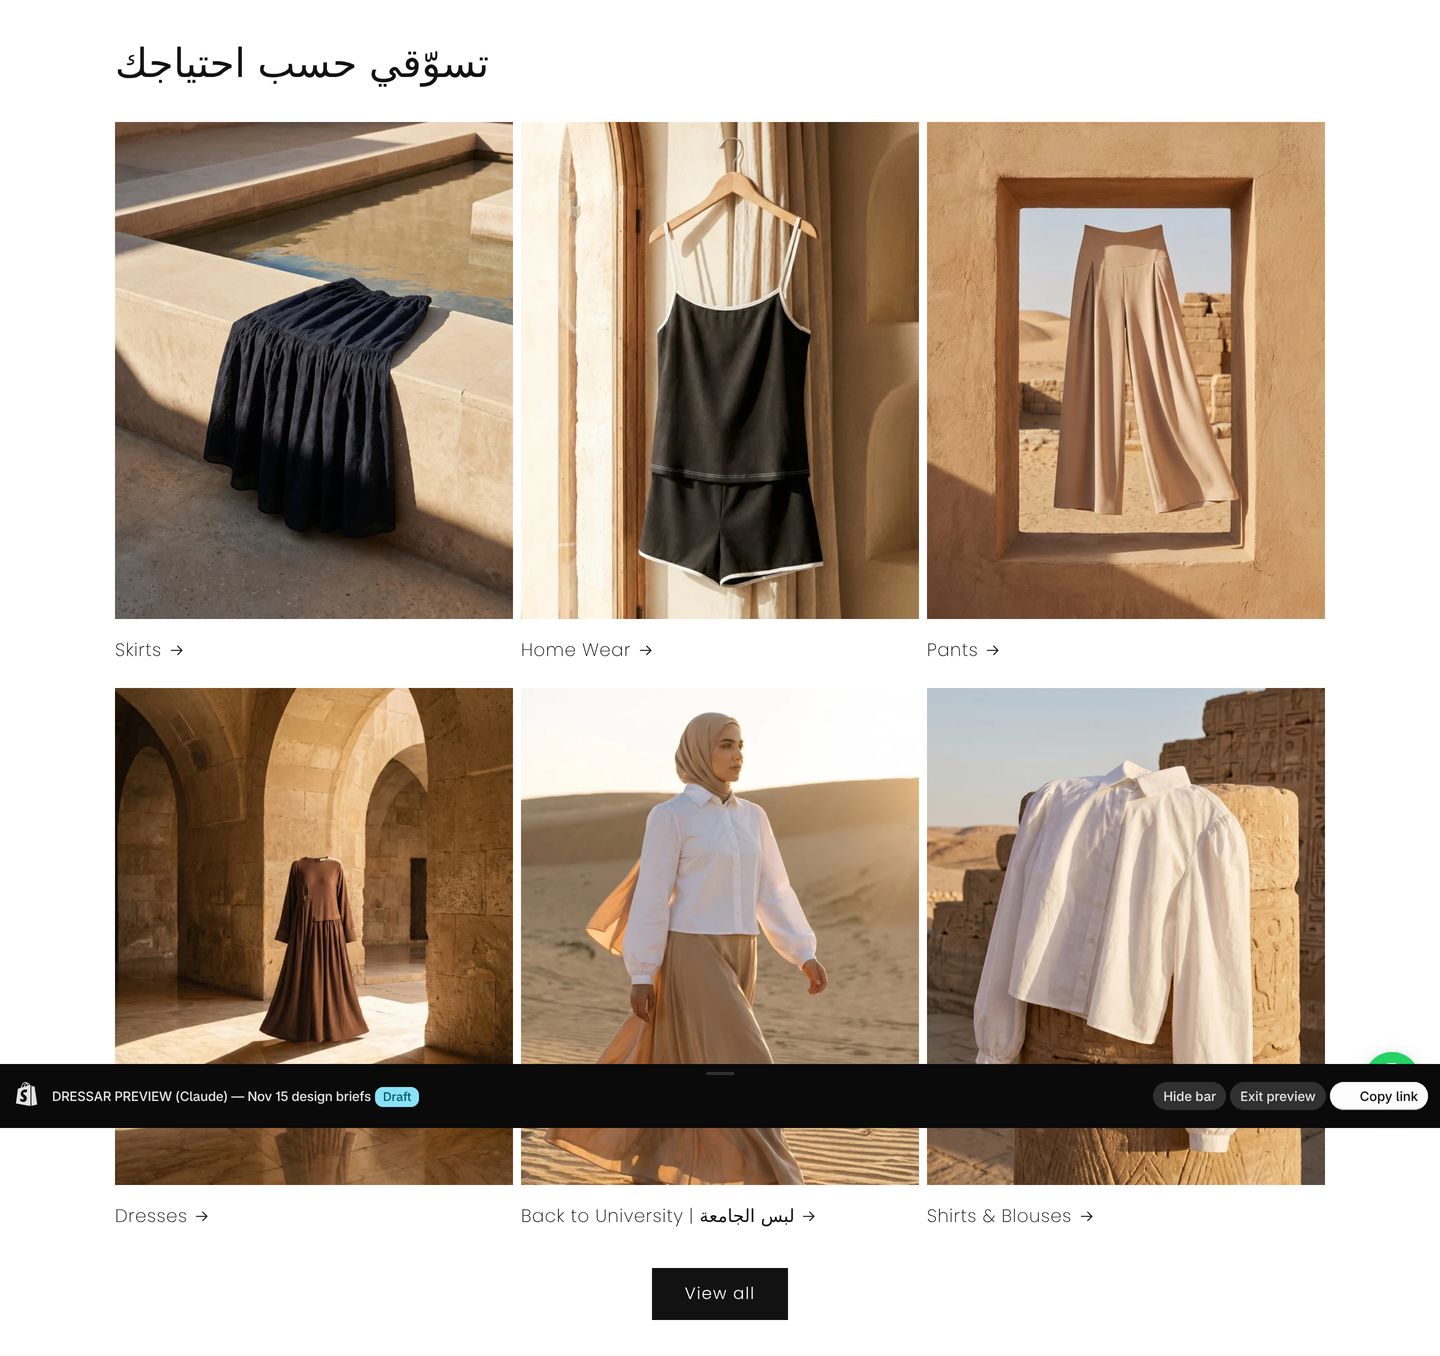 تسوّقي حسب احتياجك
Skirts →
Home Wear →
Pants →
DRESSAR PREVIEW (Claude) — Nov 15 design briefs Draft
Hide bar
Exit preview
Copy link
Dresses →
Back to University | لبس الجامعة →
Shirts & Blouses →
View all